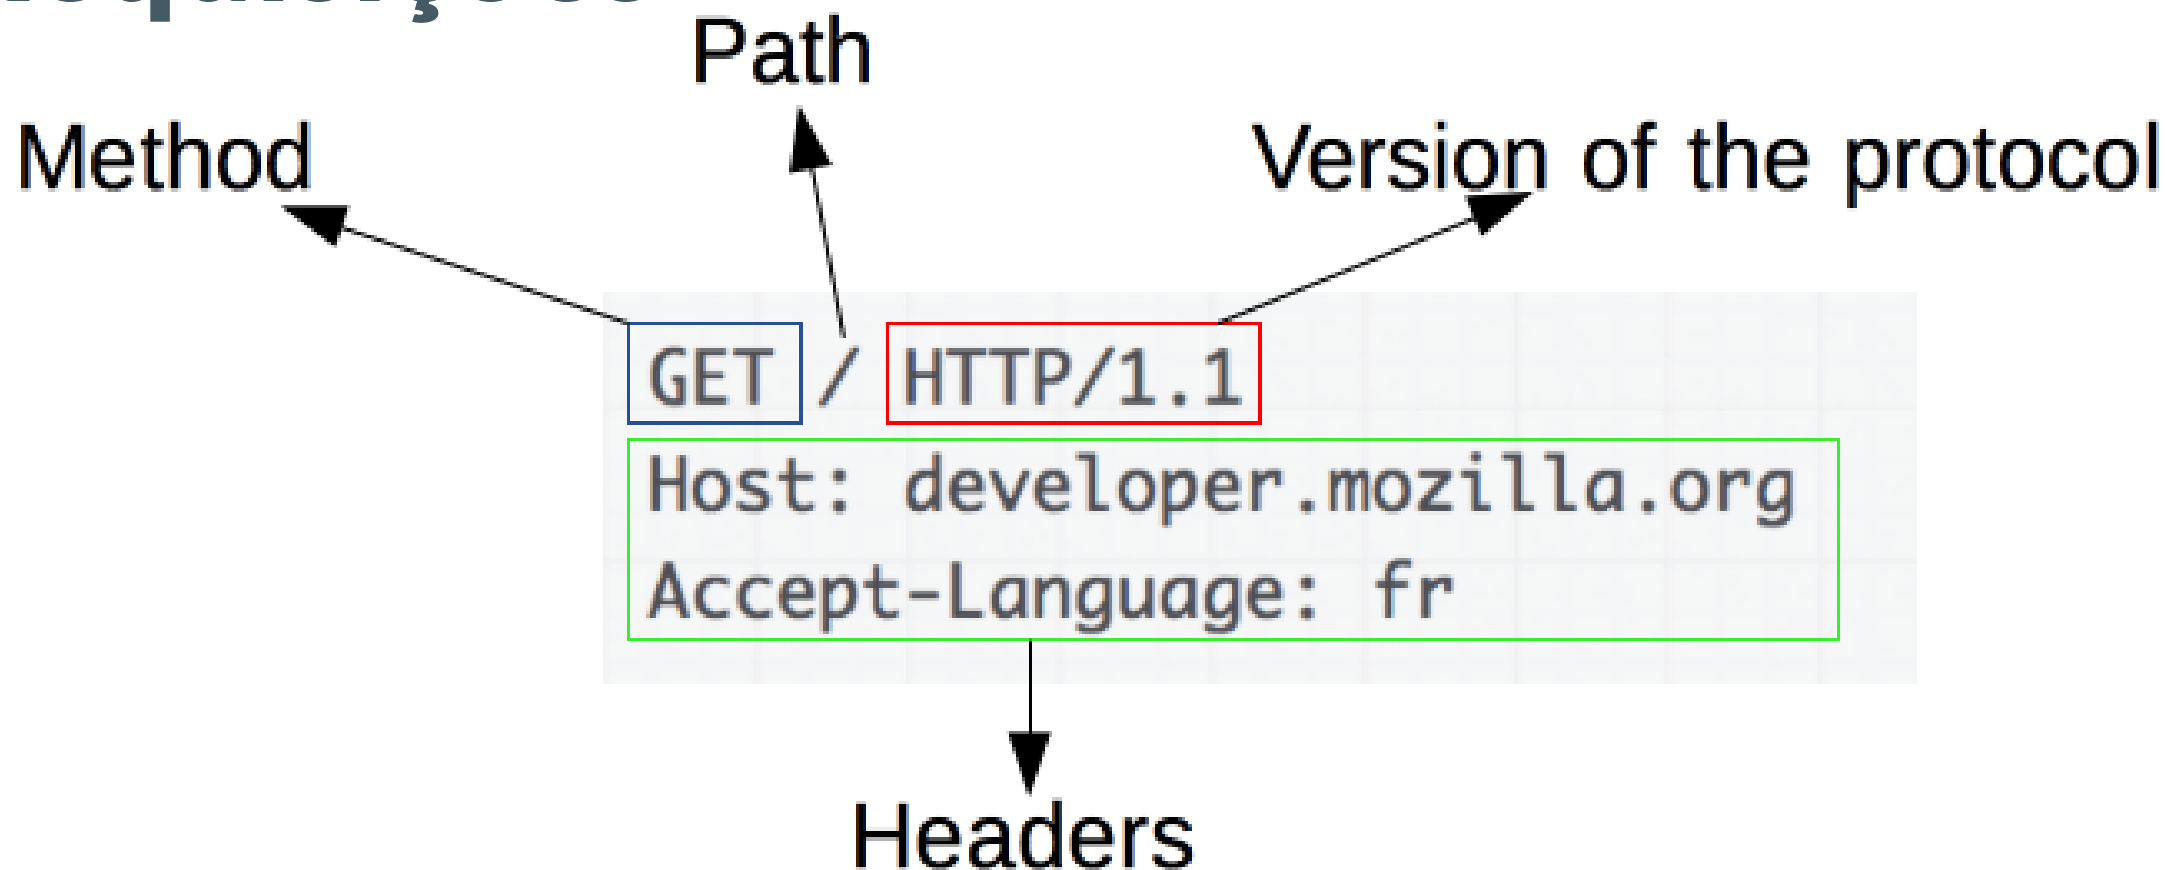 Path
Method
Version of the protocol
GET / HTTP/1.1
Host: developer.mozilla.org
Accept-Language: fr
Headers